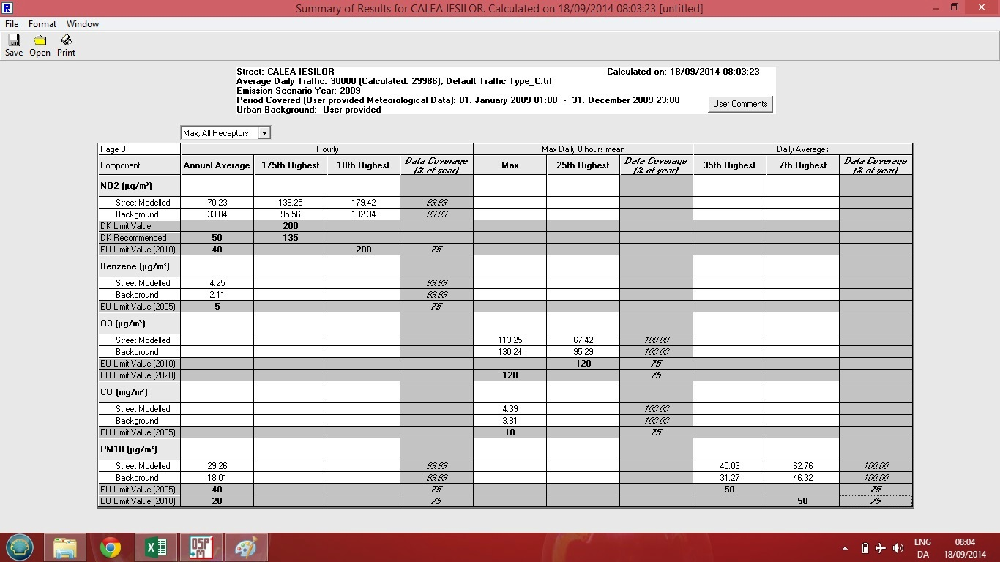 R Summary of Results for CALEA IESILOR. Calculated on 18/09/2014 08:03:23 [untitled]
File Format Window
Save Open Print
Street: CALEA IESILOR Calculated on: 18/09/2014 08:03:23
Average Daily Traffic: 30000 (Calculated: 29986); Default Traffic Type_C.trf
Emission Scenario Year: 2009
Period Covered (User provided Meteorological Data): 01. January 2009 01:00 - 31. December 2009 23:00
Urban Background: User provided
User Comments
Max; All Receptors
Page 0 Hourly Max Daily 8 hours mean Daily Averages
Component Annual Average 175th Highest 18th Highest Data Coverage (% of year) Max 25th Highest Data Coverage (% of year) 35th Highest 7th Highest Data Coverage (% of year)
NO2 (µg/m³)
Street Modelled 70.23 139.25 179.42 99.99
Background 33.04 95.56 132.34 99.99
DK Limit Value 200
DK Recommended 50 135
EU Limit Value (2010) 40 200 75
Benzene (µg/m³)
Street Modelled 4.25 99.99
Background 2.11 99.99
EU Limit Value (2005) 5 75
O3 (µg/m³)
Street Modelled 113.25 67.42 100.00
Background 130.24 95.29 100.00
EU Limit Value (2010) 120 75
EU Limit Value (2020) 120 75
CO (mg/m³)
Street Modelled 4.39 100.00
Background 3.81 100.00
EU Limit Value (2005) 10 75
PM10 (µg/m³)
Street Modelled 29.26 99.99 45.03 62.76 100.00
Background 18.01 99.99 31.27 46.32 100.00
EU Limit Value (2005) 40 75 50 75
EU Limit Value (2010) 20 75 50 75
OSPM
ENG 08:04
DA 18/09/2014